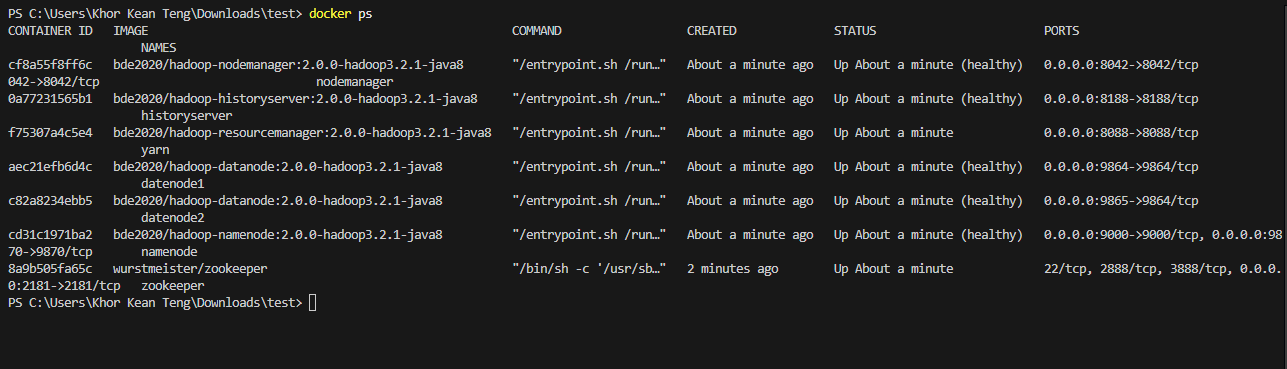 PS C:\Users\Khor Kean Teng\Downloads\test> docker ps
CONTAINER ID IMAGE COMMAND CREATED STATUS PORTS
NAMES
cf8a55f8ff6c bde2020/hadoop-nodemanager:2.0.0-hadoop3.2.1-java8 "/entrypoint.sh /run…" About a minute ago Up About a minute (healthy) 0.0.0.0:8042->8042/tcp
042->8042/tcp nodemanager
0a77231565b1 bde2020/hadoop-historyserver:2.0.0-hadoop3.2.1-java8 "/entrypoint.sh /run…" About a minute ago Up About a minute (healthy) 0.0.0.0:8188->8188/tcp
historyserver
f75307a4c5e4 bde2020/hadoop-resourcemanager:2.0.0-hadoop3.2.1-java8 "/entrypoint.sh /run…" About a minute ago Up About a minute 0.0.0.0:8088->8088/tcp
yarn
aec21efb6d4c bde2020/hadoop-datanode:2.0.0-hadoop3.2.1-java8 "/entrypoint.sh /run…" About a minute ago Up About a minute (healthy) 0.0.0.0:9864->9864/tcp
datenode1
c82a8234ebb5 bde2020/hadoop-datanode:2.0.0-hadoop3.2.1-java8 "/entrypoint.sh /run…" About a minute ago Up About a minute (healthy) 0.0.0.0:9865->9864/tcp
datenode2
cd31c1971ba2 bde2020/hadoop-namenode:2.0.0-hadoop3.2.1-java8 "/entrypoint.sh /run…" About a minute ago Up About a minute (healthy) 0.0.0.0:9000->9000/tcp, 0.0.0.0:98
70->9870/tcp namenode
8a9b505fa65c wurstmeister/zookeeper "/bin/sh -c '/usr/sb…" 2 minutes ago Up About a minute 22/tcp, 2888/tcp, 3888/tcp, 0.0.0.
0:2181->2181/tcp zookeeper
PS C:\Users\Khor Kean Teng\Downloads\test>